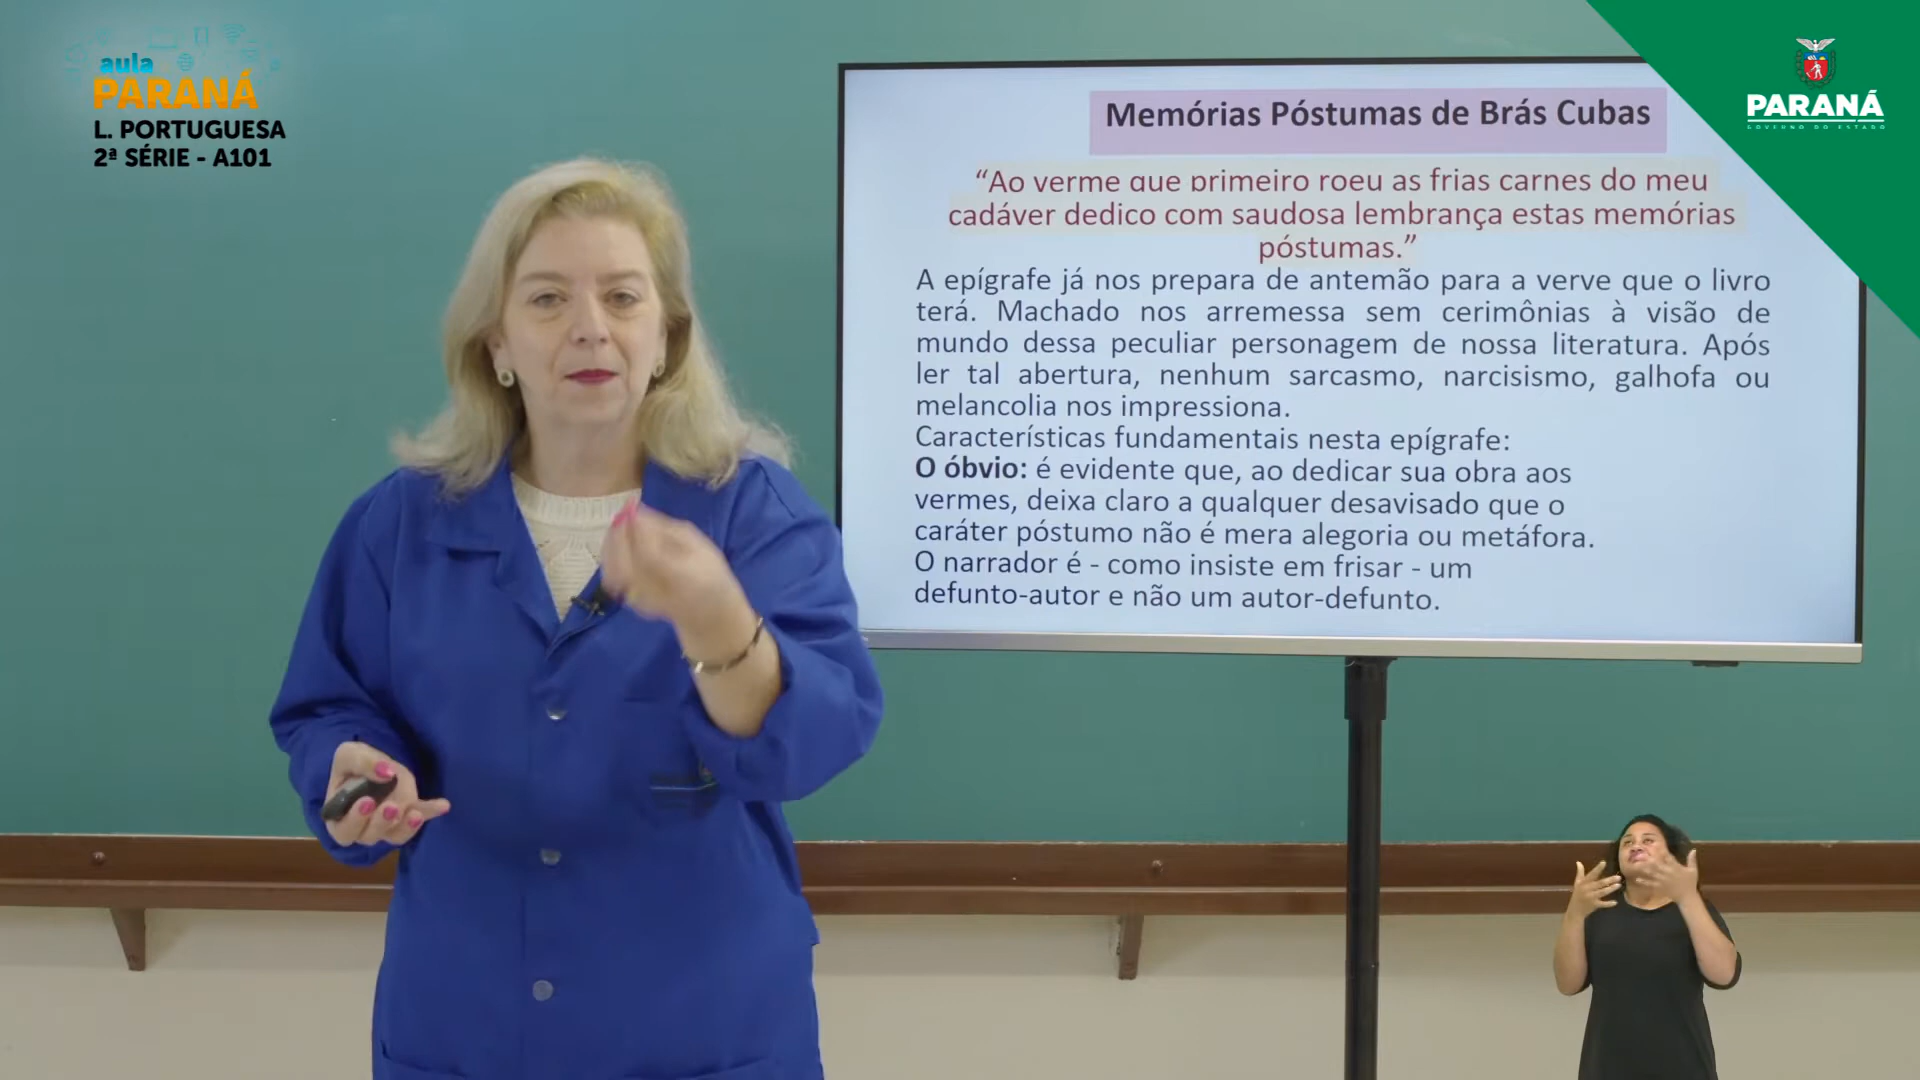 aula
PARANÁ
L. PORTUGUESA
2ª SÉRIE - A101
PARANÁ
GOVERNO DO ESTADO
Memórias Póstumas de Brás Cubas
“Ao verme que primeiro roeu as frias carnes do meu
cadáver dedico com saudosa lembrança estas memórias
póstumas.”
A epígrafe já nos prepara de antemão para a verve que o livro
terá. Machado nos arremessa sem cerimônias à visão de
mundo dessa peculiar personagem de nossa literatura. Após
ler tal abertura, nenhum sarcasmo, narcisismo, galhofa ou
melancolia nos impressiona.
Características fundamentais nesta epígrafe:
O óbvio: é evidente que, ao dedicar sua obra aos
vermes, deixa claro a qualquer desavisado que o
caráter póstumo não é mera alegoria ou metáfora.
O narrador é - como insiste em frisar - um
defunto-autor e não um autor-defunto.